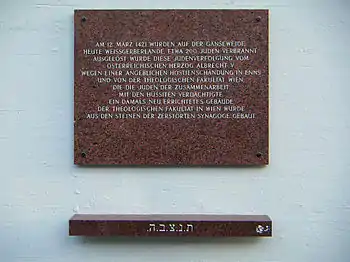 AM 12. MÄRZ 1421 WURDEN AUF DER GÄNSEWEIDE,
HEUTE WEISSGERBERLÄNDE, ETWA 200 JUDEN VERBRANNT.
AUSGELÖST WURDE DIESE JUDENVERFOLGUNG VOM
ÖSTERREICHISCHEN HERZOG ALBRECHT V.
WEGEN EINER ANGEBLICHEN HOSTIENSCHÄNDUNG IN ENNS
UND VON DER THEOLOGISCHEN FAKULTÄT WIEN,
DIE DIE JUDEN DER ZUSAMMENARBEIT
MIT DEN HUSSITEN VERDÄCHTIGTE.
EIN DAMALS NEU ERRICHTETES GEBÄUDE
DER THEOLOGISCHEN FAKULTÄT IN WIEN WURDE
AUS DEN STEINEN DER ZERSTÖRTEN SYNAGOGE GEBAUT.
ת.נ.צ.ב.ה.